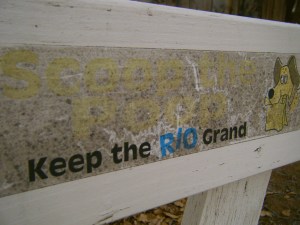 Scoop the
Poop!
Keep the RIO Grand